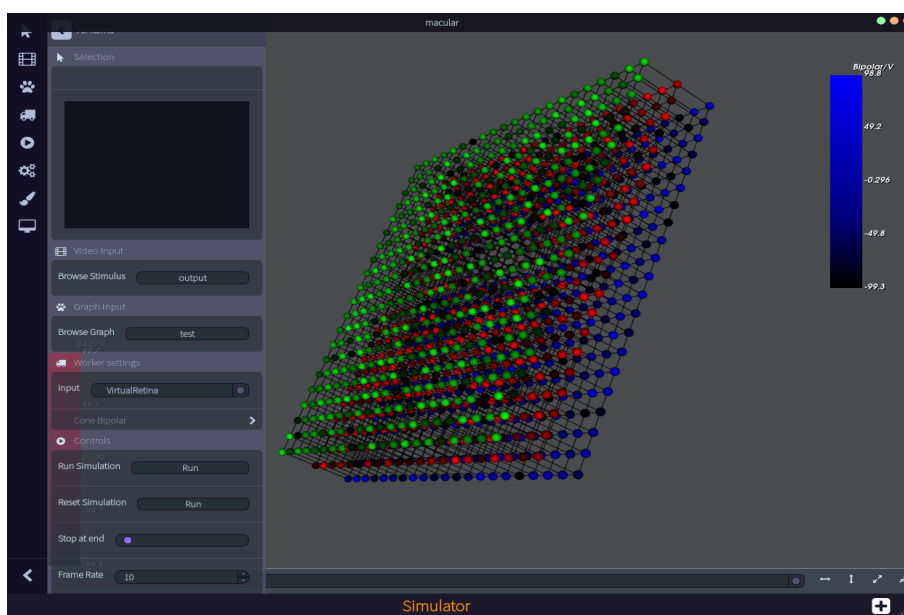 macular
Selection
Video Input
Browse Stimulus output
Graph Input
Browse Graph test
Worker settings
Input VirtualRetina
Cone Bipolar
Controls
Run Simulation Run
Reset Simulation Run
Stop at end
Frame Rate 10
Bipolar/V
98.8
49.2
-0.296
-49.8
-99.3
Simulator